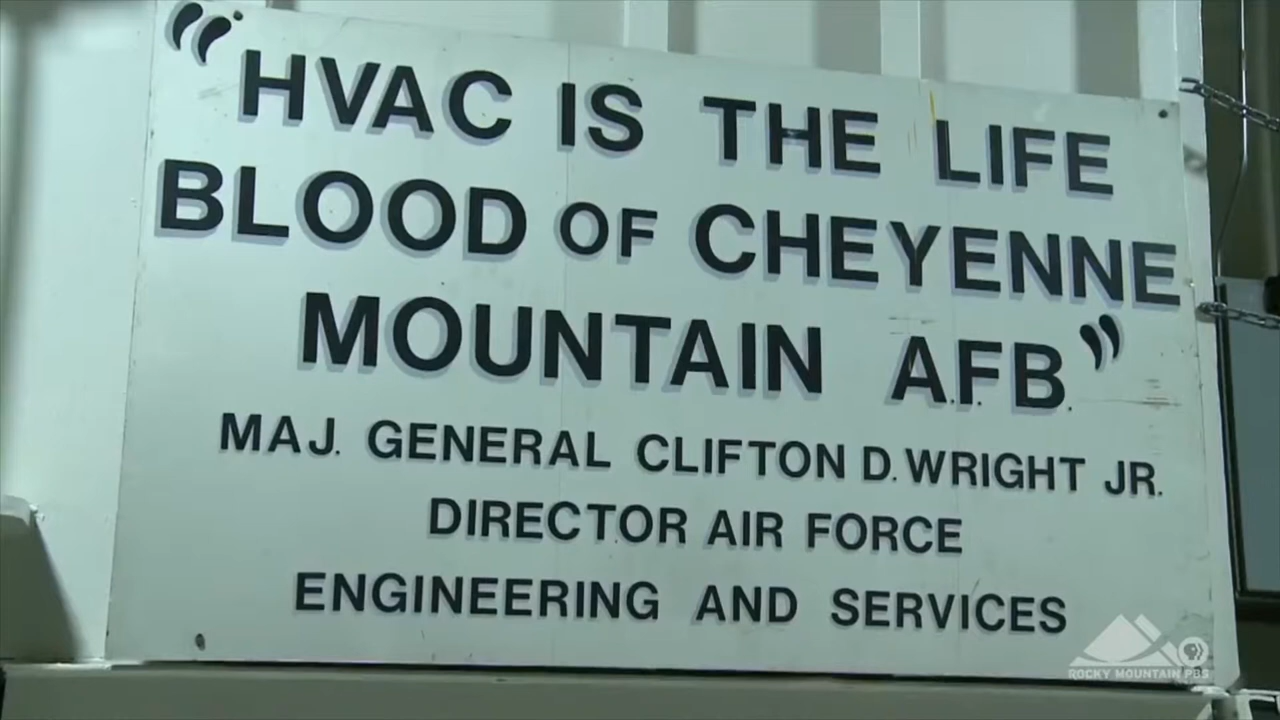 “HVAC IS THE LIFE
BLOOD OF CHEYENNE
MOUNTAIN A.F.B.”
MAJ. GENERAL CLIFTON D. WRIGHT JR.
DIRECTOR AIR FORCE
ENGINEERING AND SERVICES
ROCKY MOUNTAIN PBS